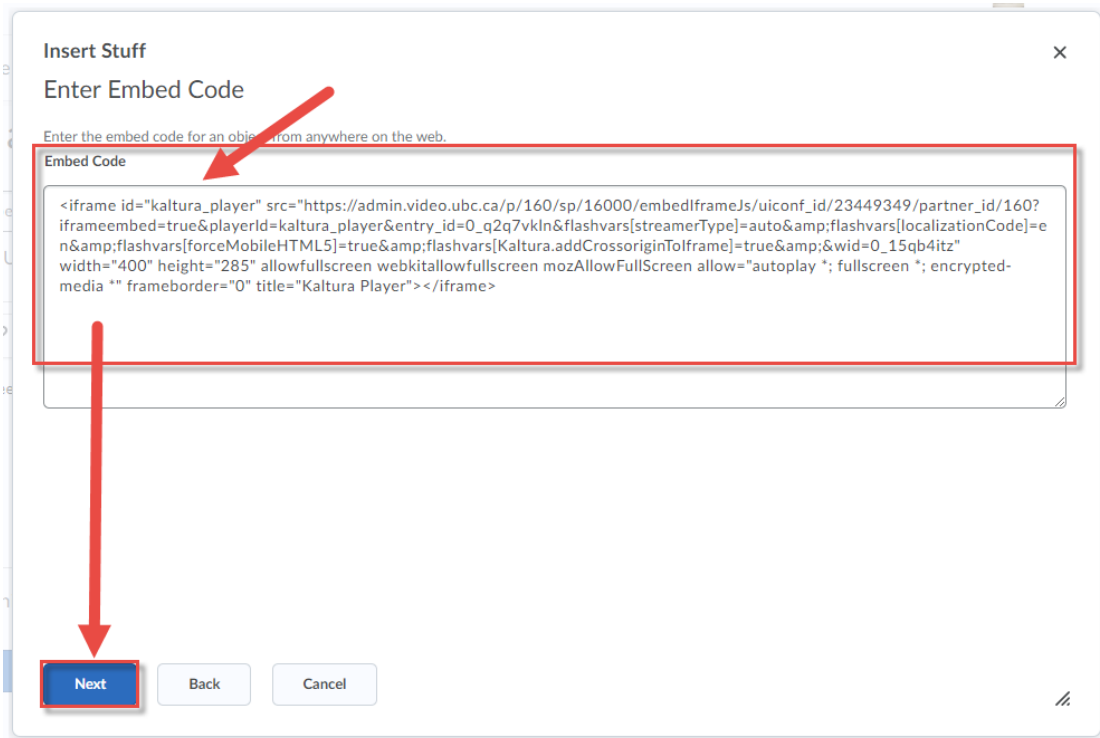 Insert Stuff
Enter Embed Code
Enter the embed code for an object from anywhere on the web.
Embed Code
<iframe id="kaltura_player" src="https://admin.video.ubc.ca/p/160/sp/16000/embedIframeJs/uiconf_id/23449349/partner_id/160?
iframeembed=true&playerId=kaltura_player&entry_id=0_q2q7vkln&flashvars[streamerType]=auto&amp;flashvars[localizationCode]=e
n&amp;flashvars[forceMobileHTML5]=true&amp;flashvars[Kaltura.addCrossoriginToIframe]=true&amp;&wid=0_15qb4itz"
width="400" height="285" allowfullscreen webkitallowfullscreen mozAllowFullScreen allow="autoplay *; fullscreen *; encrypted-
media *" frameborder="0" title="Kaltura Player"></iframe>
Next Back Cancel